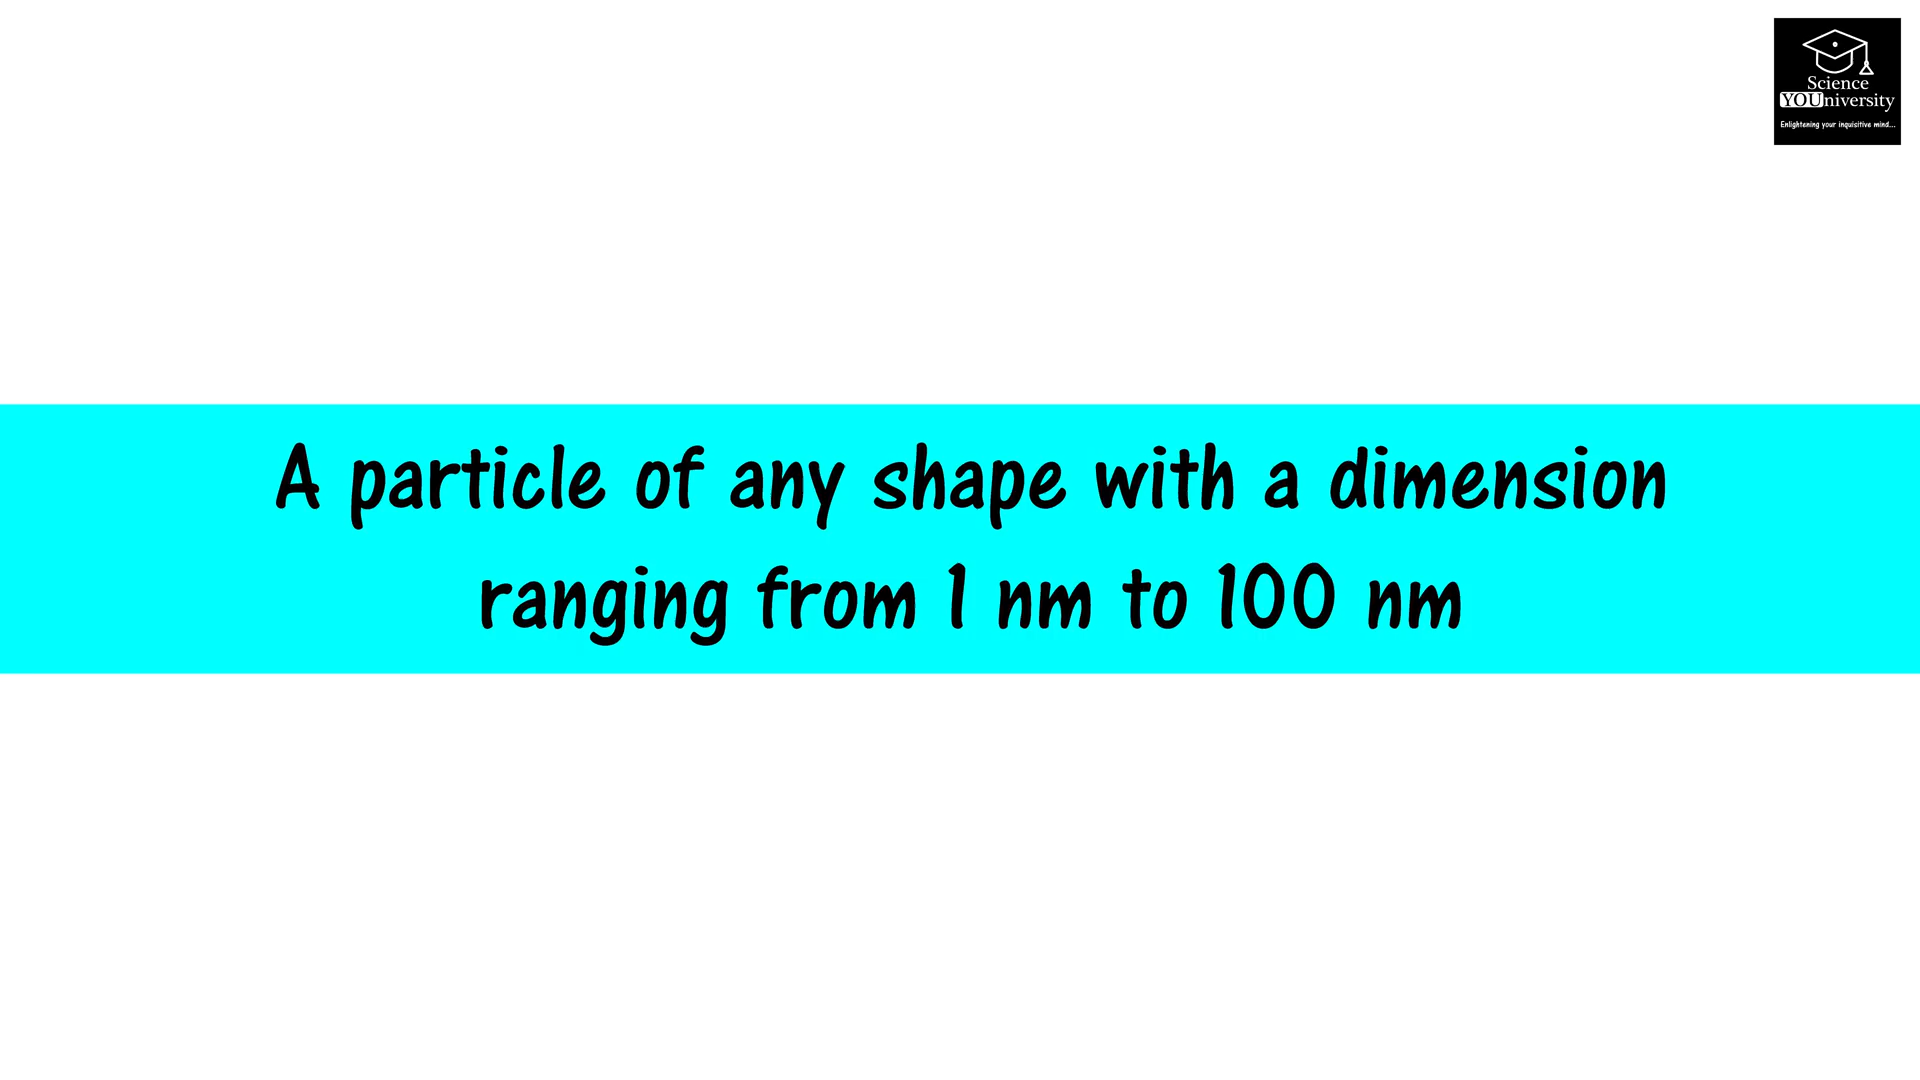 Science
YOUniversity
Enlightening your inquisitive mind...
A particle of any shape with a dimension
ranging from 1 nm to 100 nm